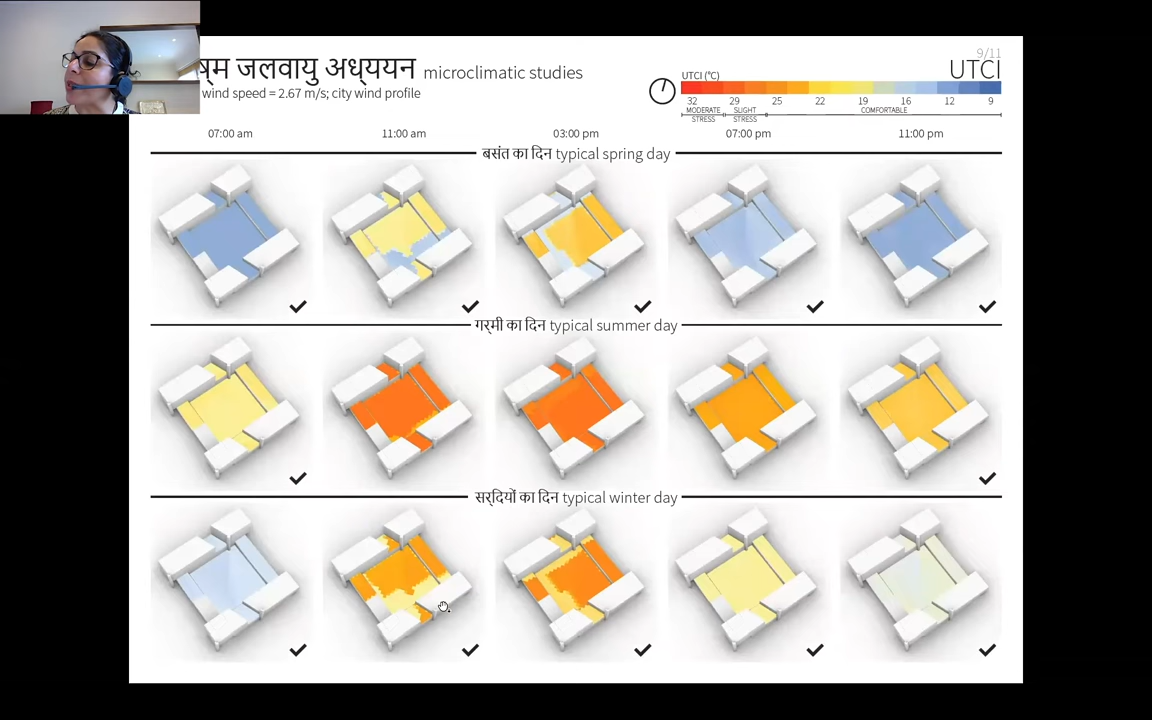 जलवायु अध्ययन microclimatic studies
wind speed = 2.67 m/s; city wind profile
9/11
UTCI
UTCI (°C)
32 29 25 22 19 16 12 9
MODERATE STRESS SLIGHT STRESS COMFORTABLE
07:00 am 11:00 am 03:00 pm 07:00 pm 11:00 pm
बसंत का दिन typical spring day
गर्मी का दिन typical summer day
सर्दियों का दिन typical winter day